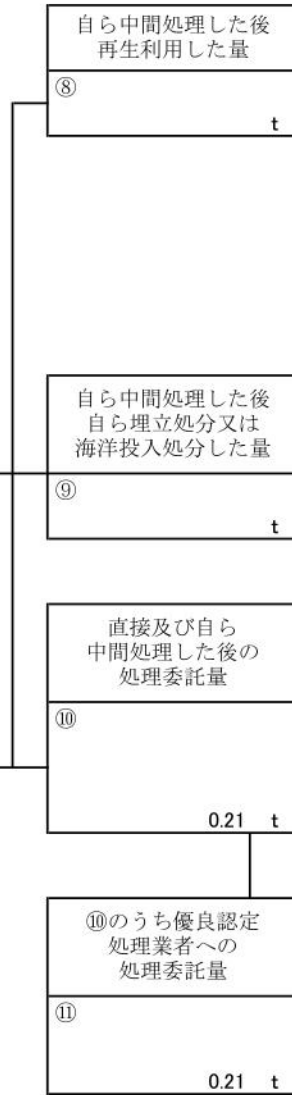 自ら中間処理した後
再生利用した量
⑧
t
自ら中間処理した後
自ら埋立処分又は
海洋投入処分した量
⑨
t
直接及び自ら
中間処理した後の
処理委託量
⑩
0.21 t
⑩のうち優良認定
処理業者への
処理委託量
⑪
0.21 t